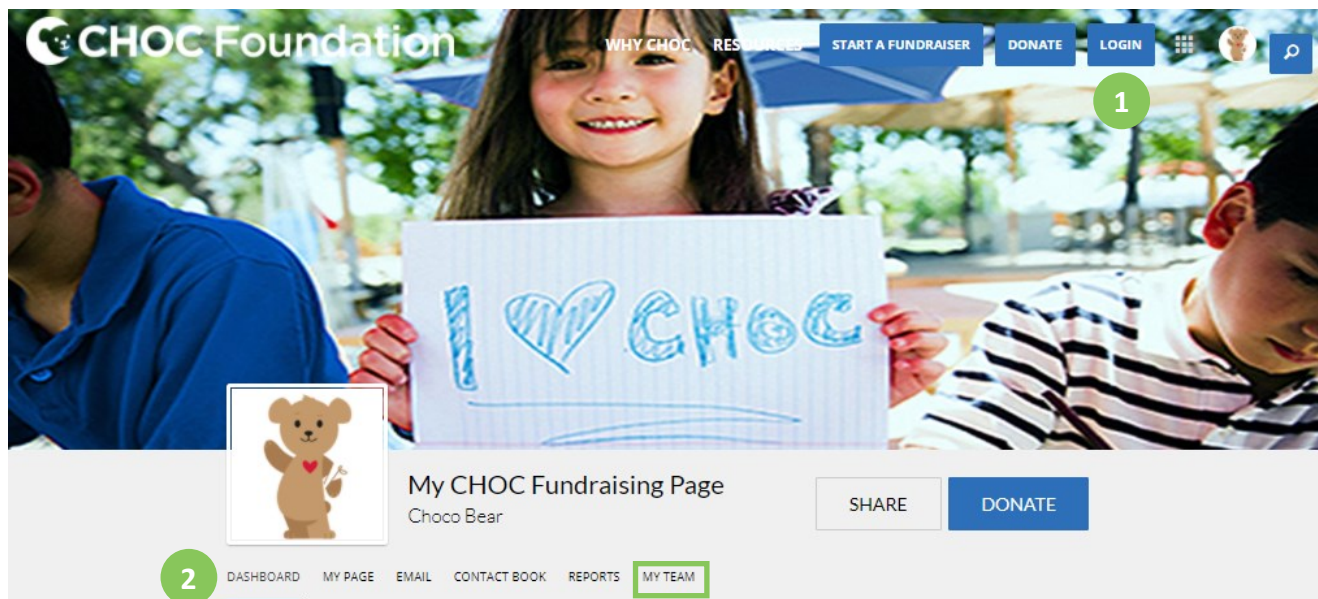 CHOC Foundation
WHY CHOC RESOURCES START A FUNDRAISER DONATE LOGIN
1
I CHOC
My CHOC Fundraising Page
Choco Bear
SHARE DONATE
2 DASHBOARD MY PAGE EMAIL CONTACT BOOK REPORTS MY TEAM